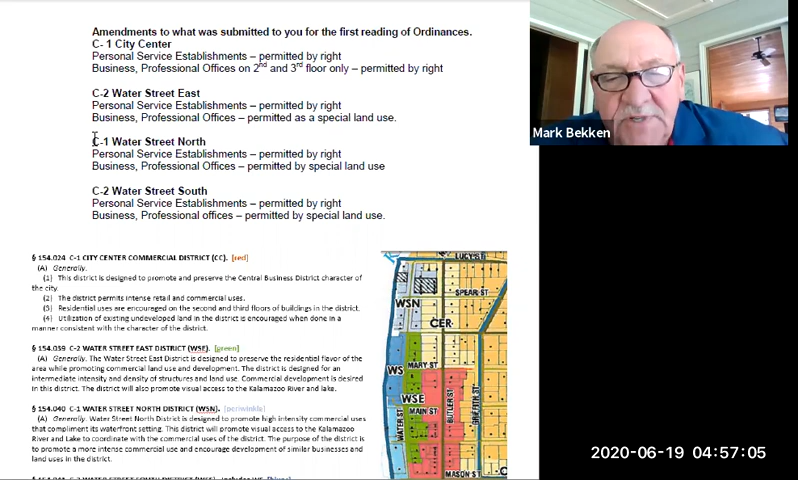 Amendments to what was submitted to you for the first reading of Ordinances.
C- 1 City Center
Personal Service Establishments – permitted by right
Business, Professional Offices on 2nd and 3rd floor only – permitted by right
C-2 Water Street East
Personal Service Establishments – permitted by right
Business, Professional Offices – permitted as a special land use.
C-1 Water Street North
Personal Service Establishments – permitted by right
Business, Professional Offices – permitted by special land use
C-2 Water Street South
Personal Service Establishments – permitted by right
Business, Professional offices – permitted by special land use.
§ 154.024 C-1 CITY CENTER COMMERCIAL DISTRICT (CC). [red]
(A) Generally.
(1) This district is designed to promote and preserve the Central Business District character of
the city.
(2) The district permits intense retail and commercial uses.
(3) Residential uses are encouraged on the second and third floors of buildings in the district.
(4) Utilization of existing undeveloped land in the district is encouraged when done in a
manner consistent with the character of the district.
§ 154.039 C-2 WATER STREET EAST DISTRICT (WSE). [green]
(A) Generally. The Water Street East District is designed to preserve the residential flavor of the
area while promoting commercial land use and development. The district is designed for an
intermediate intensity and density of structures and land use. Commercial development is desired
in this district. The district will also promote visual access to the Kalamazoo River and lake.
§ 154.040 C-1 WATER STREET NORTH DISTRICT (WSN). [periwinkle]
(A) Generally. Water Street North District is designed to promote high intensity commercial uses
that compliment its waterfront setting. This district will promote visual access to the Kalamazoo
River and Lake to coordinate with the commercial uses of the district. The purpose of the district is
to promote a more intense commercial use and encourage development of similar businesses and
land uses in the district.
LUCY ST
SPEAR ST
WSN
CER
MARY ST
WS
WSE
MAIN ST
WATER ST
BUTLER ST
GRIFFITH ST
MASON ST
C
Mark Bekken
2020-06-19 04:57:05